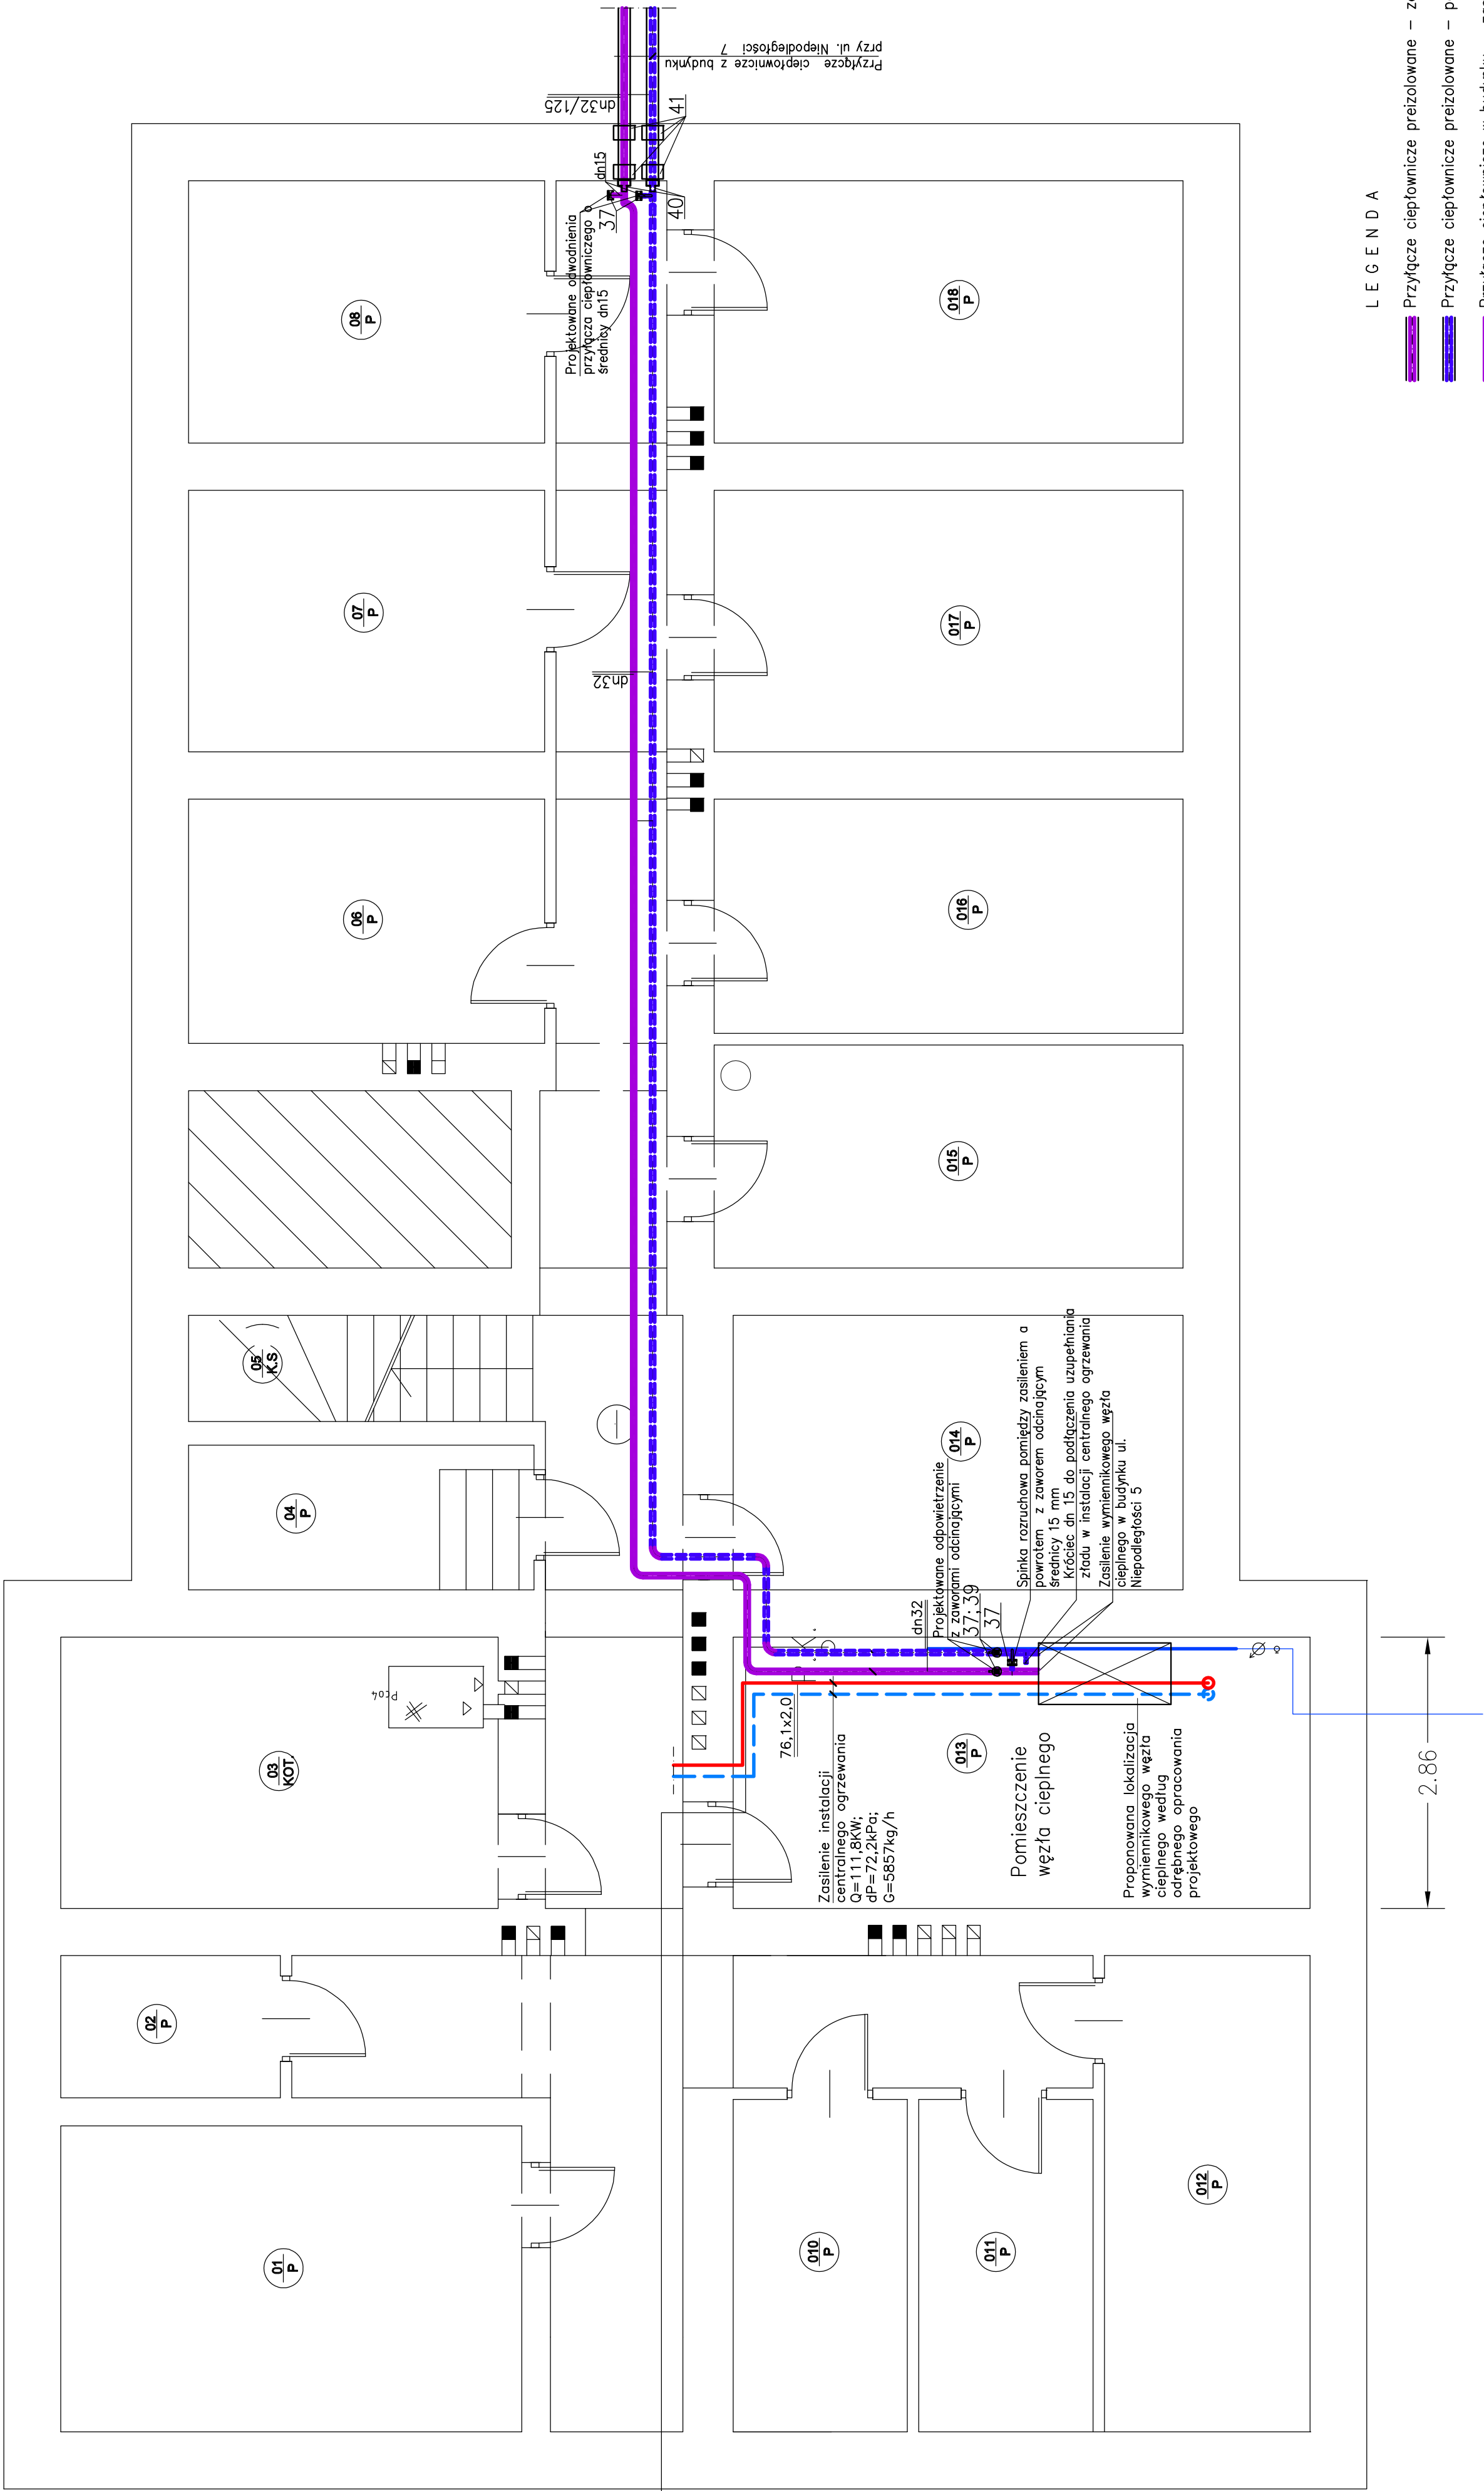 Przyłącze ciepłownicze z budynku
przy ul. Niepodległości 7
dn32/125
41
dn15
37
40
Projektowane odwodnienia
przyłącza ciepłowniczego o
średnicy dn15
08
P
018
P
07
P
017
P
dn32
06
P
016
P
015
P
05
K.S
04
P
014
P
Projektowane odpowietrzenie
z zaworami odcinającymi
37;39
37
dn32
Spinka rozruchowa pomiędzy zasileniem a
powrotem z zaworem odcinającym
średnicy 15 mm
Króciec dn 15 do podłączenia uzupełniania
zładu w instalacji centralnego ogrzewania
Zasilenie wymiennikowego węzła
cieplnego w budynku ul.
Niepodległości 5
03
KOT.
Pco4
76,1x2,0
Zasilenie instalacji
centralnego ogrzewania
Q=111,8KW;
dP=72,2kPa;
G=5857kg/h
013
P
Pomieszczenie
węzła cieplnego
Proponowana lokalizacja
wymiennikowego węzła
cieplnego według
odrębnego opracowania
projektowego
2.86
02
P
01
P
010
P
011
P
012
P
L E G E N D A
Przyłącze ciepłownicze preizolowane –
Przyłącze ciepłownicze preizolowane –